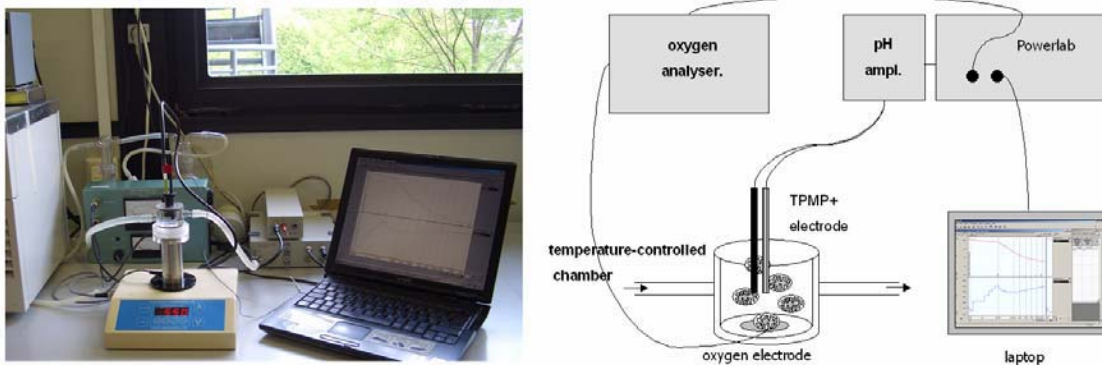 oxygen
analyser.
pH
ampl.
Powerlab
TPMP+
electrode
temperature-controlled
chamber
oxygen electrode
laptop